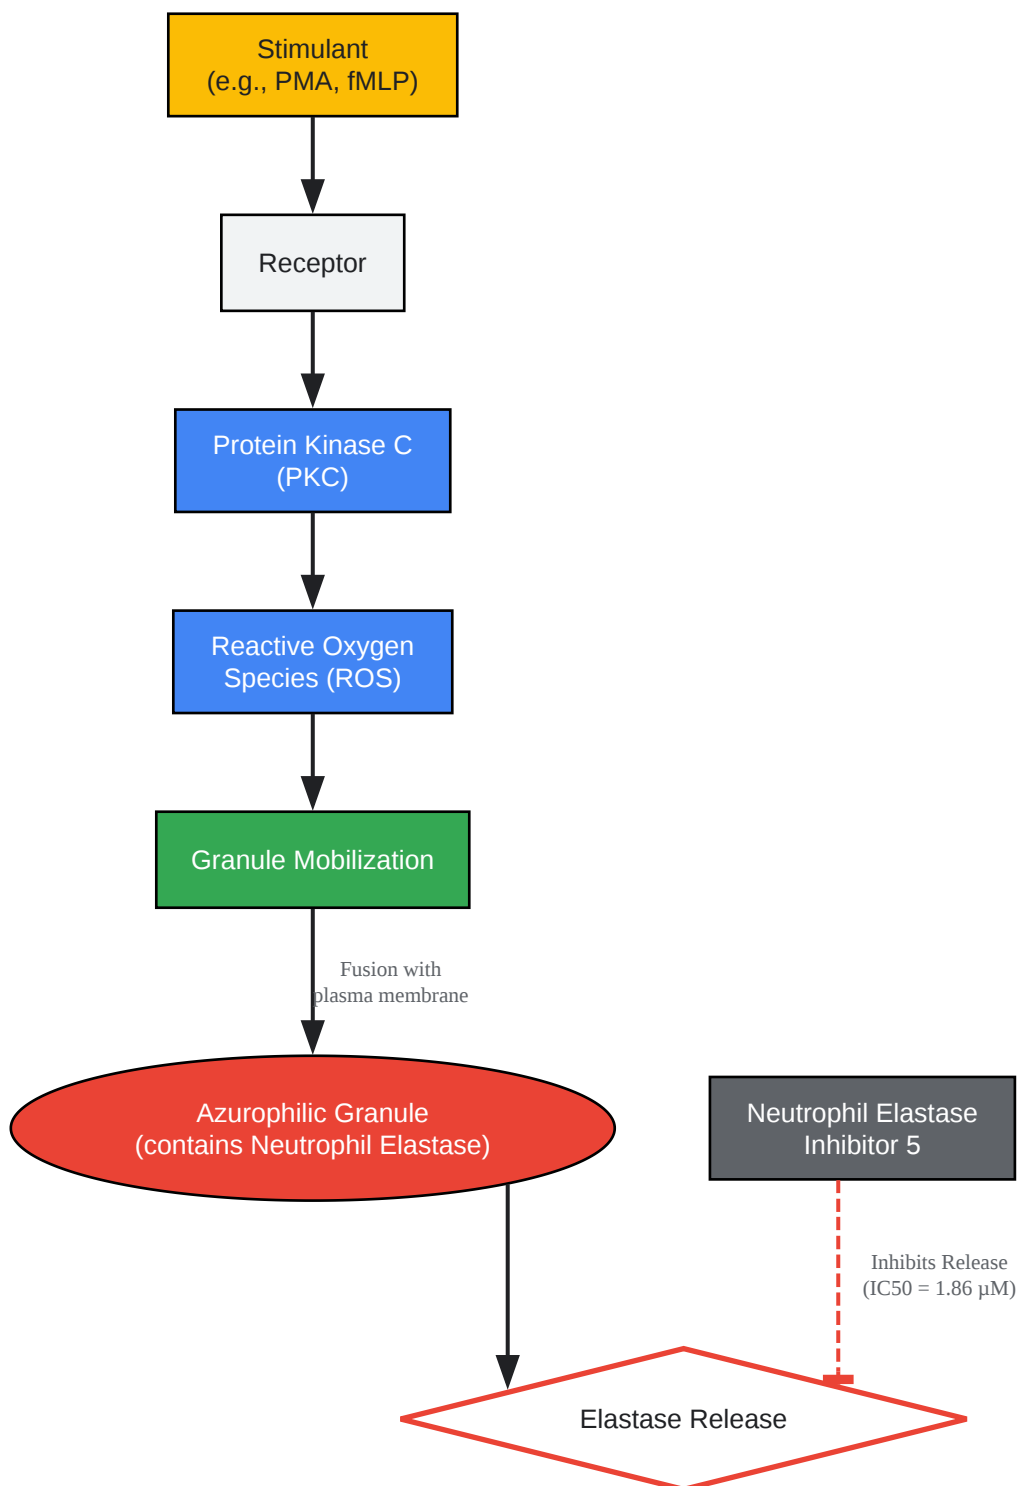 Stimulant
(e.g., PMA, fMLP)
Receptor
Protein Kinase C
(PKC)
Reactive Oxygen
Species (ROS)
Granule Mobilization
Fusion with
plasma membrane
Azurophilic Granule
(contains Neutrophil Elastase)
Neutrophil Elastase
Inhibitor 5
Inhibits Release
(IC50 = 1.86 µM)
Elastase Release